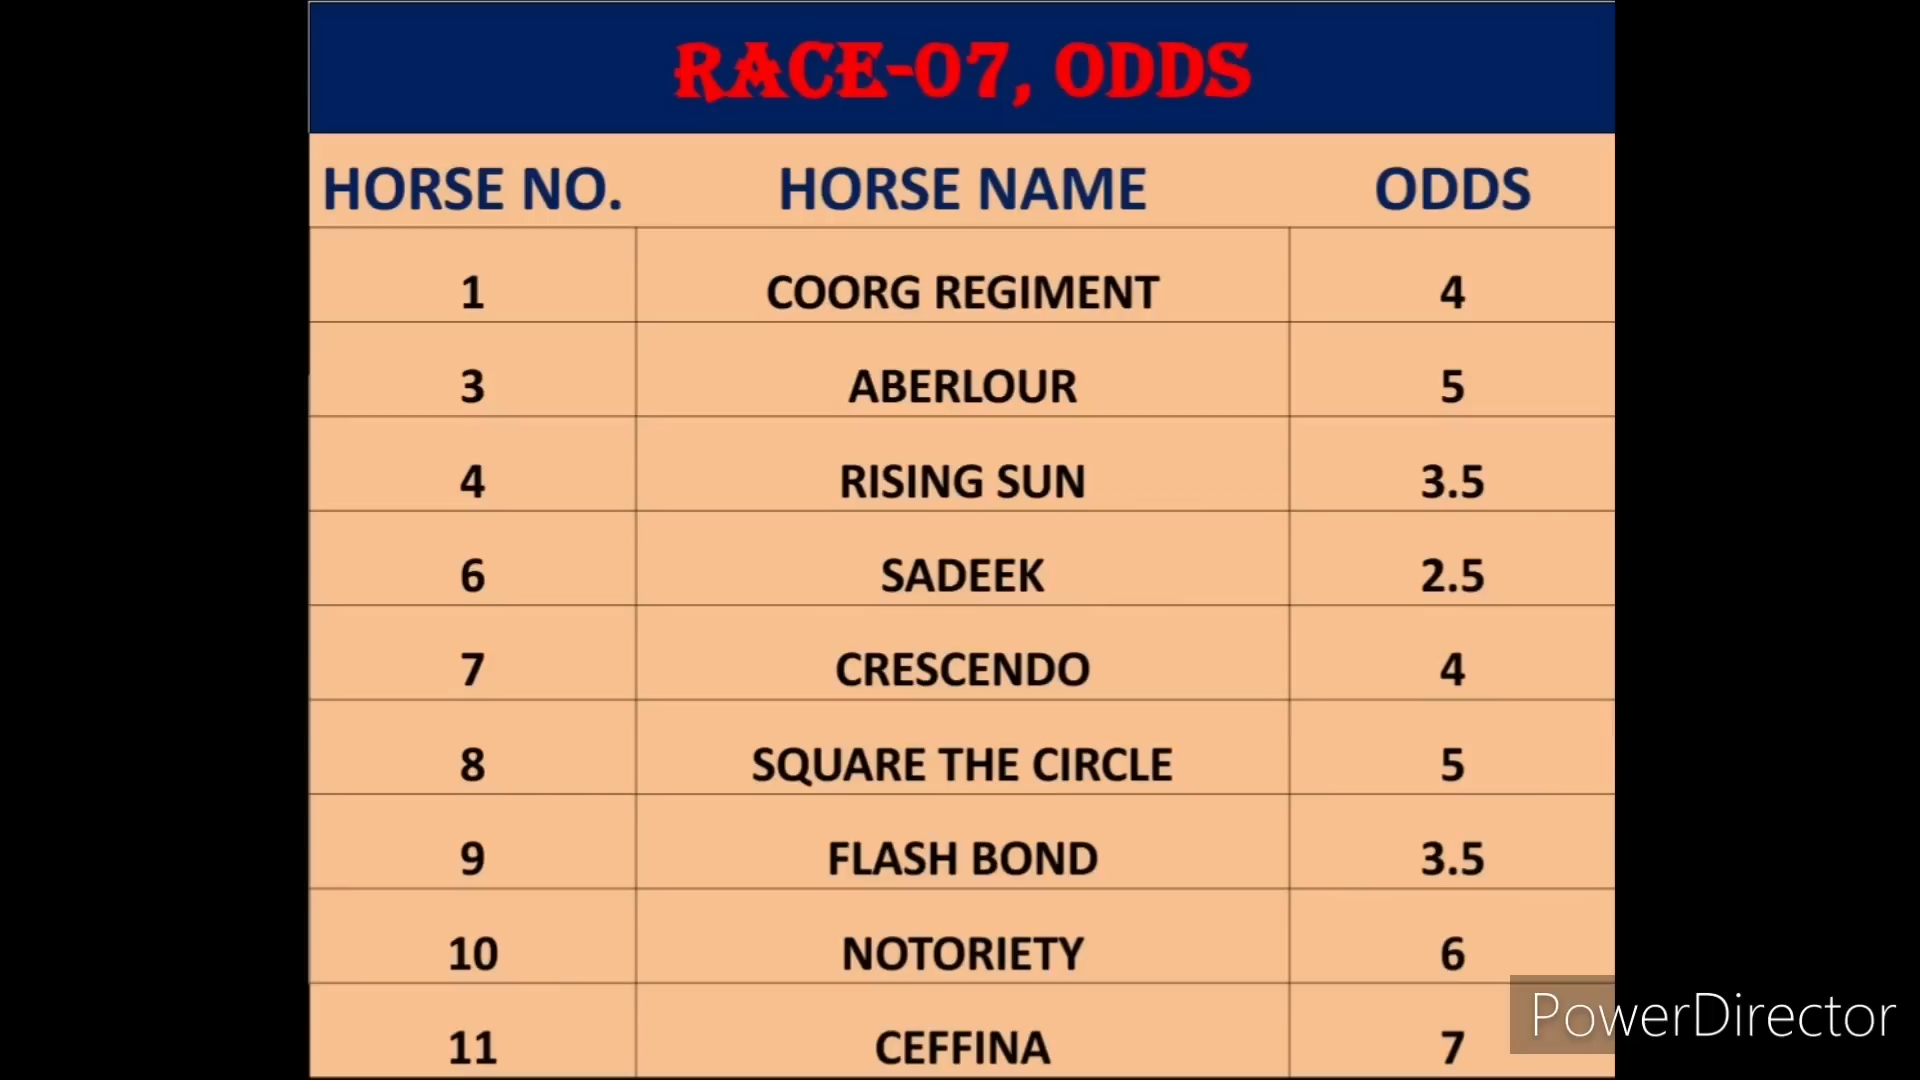 RACE-07, ODDS
HORSE NO. HORSE NAME ODDS
1 COORG REGIMENT 4
3 ABERLOUR 5
4 RISING SUN 3.5
6 SADEEK 2.5
7 CRESCENDO 4
8 SQUARE THE CIRCLE 5
9 FLASH BOND 3.5
10 NOTORIETY 6
11 CEFFINA 7
PowerDirector